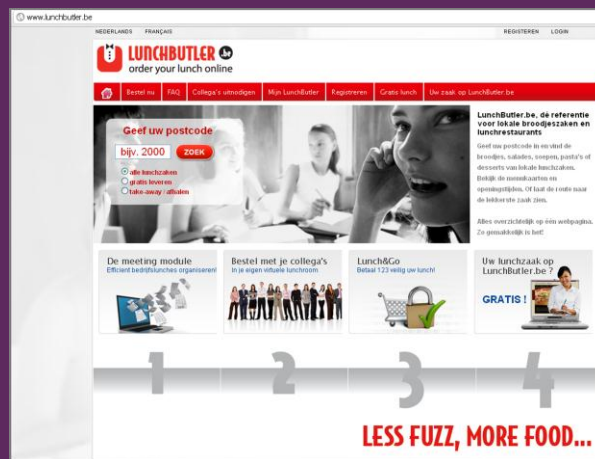 www.lunchbutler.be
NEDERLANDS FRANÇAIS
REGISTEREN LOGIN
LUNCHBUTLER .be
order your lunch online
Bestel nu FAQ Collega's uitnodigen Mijn LunchButler Registreren Gratis lunch Uw zaak op LunchButler.be
Geef uw postcode
bijv. 2000 ZOEK
alle lunchzaken
gratis leveren
take-away / afhalen
LunchButler.be, dé referentie
voor lokale broodjeszaken en
lunchrestaurants
Geef uw postcode in en vind de
broodjes, salades, soepen, pasta's of
desserts van lokale lunchzaken.
Bekijk de menukaarten en
openingstijden. Of laat de route naar
de lekkerste zaak zien.
Alles overzichtelijk op één webpagina.
Zo gemakkelijk is het!
De meeting module
Efficient bedrijfslunches organiseren!
Bestel met je collega's
In je eigen virtuele lunchroom
Lunch&Go
Betaal 123 veilig uw lunch!
Uw lunchzaak op
LunchButler.be ?
GRATIS !
1 2 3 4
LESS FUZZ, MORE FOOD...